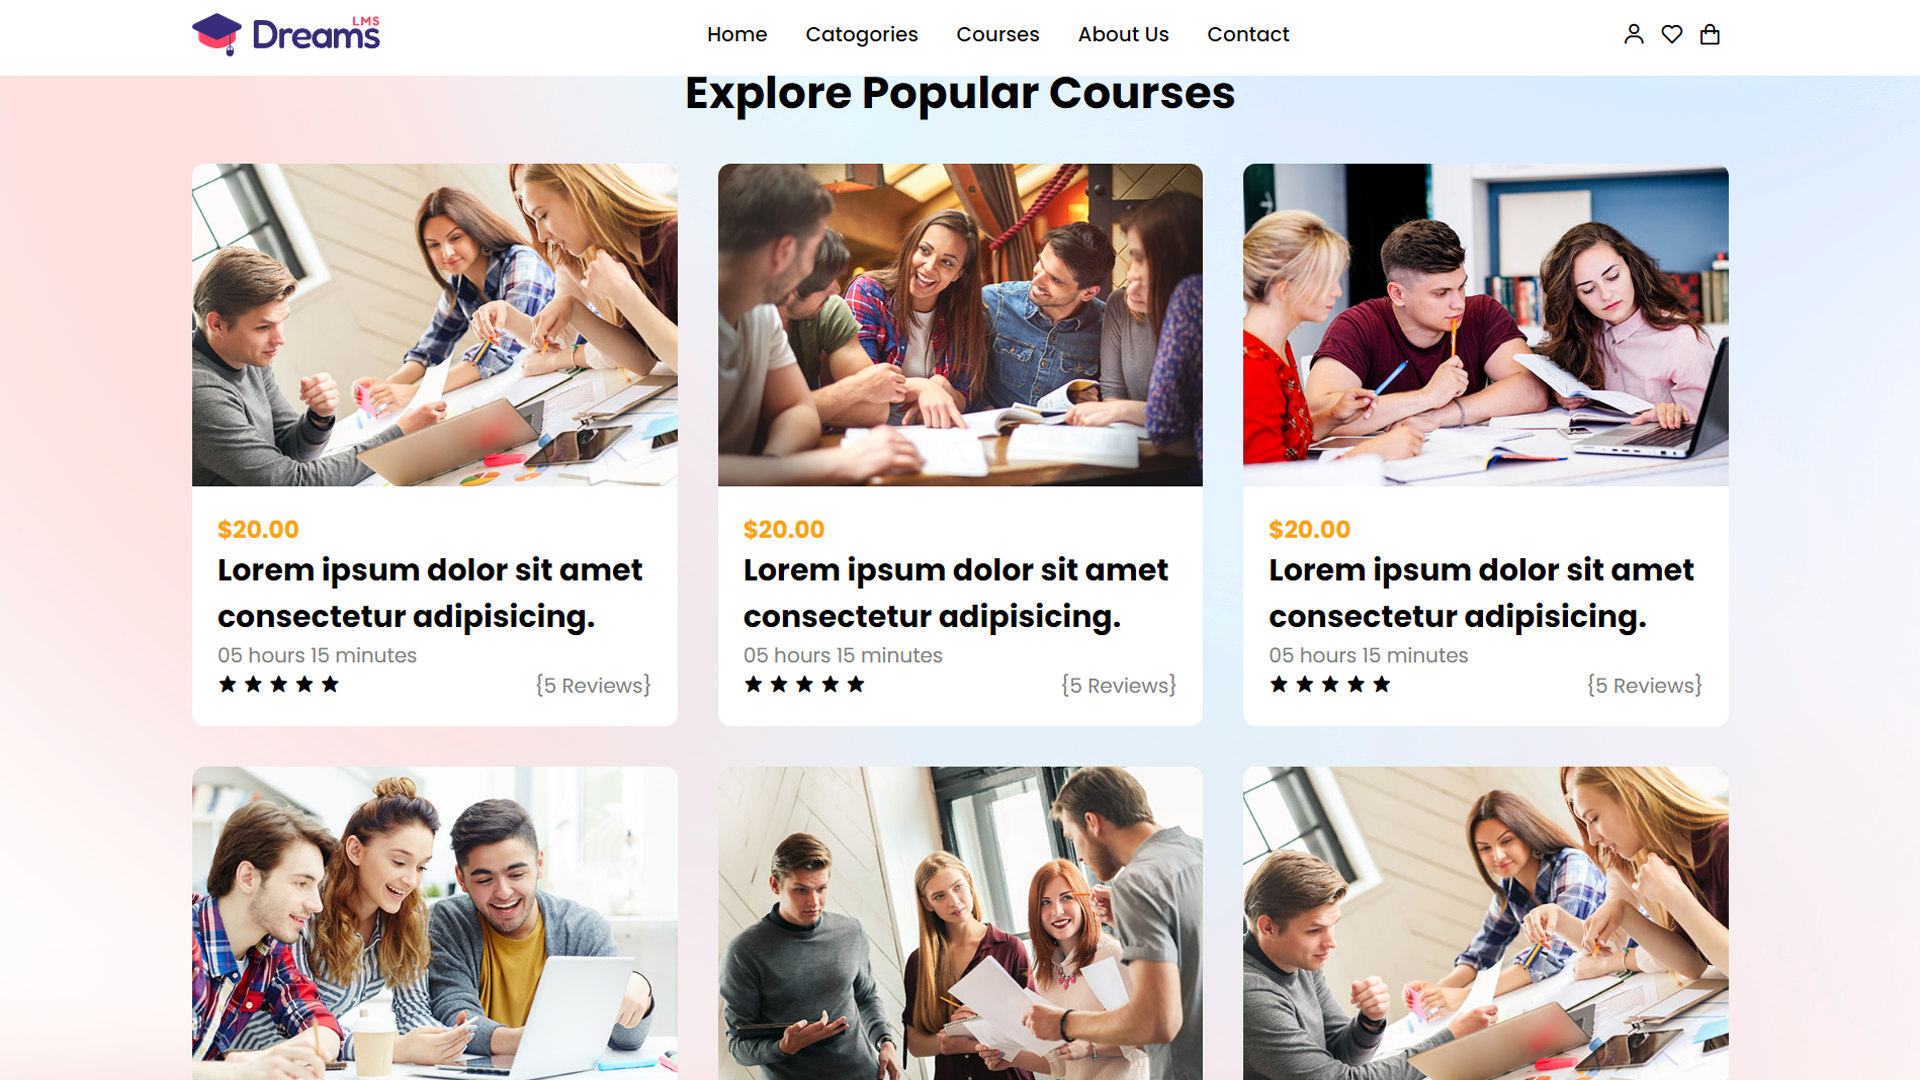 Dreams LMS
Home Catogories Courses About Us Contact
Explore Popular Courses
$20.00
Lorem ipsum dolor sit amet
consectetur adipisicing.
05 hours 15 minutes
★ ★ ★ ★ ★ {5 Reviews}
$20.00
Lorem ipsum dolor sit amet
consectetur adipisicing.
05 hours 15 minutes
★ ★ ★ ★ ★ {5 Reviews}
$20.00
Lorem ipsum dolor sit amet
consectetur adipisicing.
05 hours 15 minutes
★ ★ ★ ★ ★ {5 Reviews}